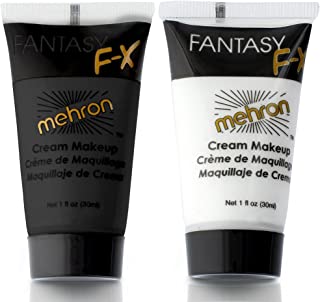 FANTASY
F-X
mehron
Cream Makeup
Crème de Maquillage
Maquillaje de Crema
Net 1 fl oz (30ml)
FANTASY
F-X
mehron
Cream Makeup
Crème de Maquillage
Maquillaje de Crema
Net 1 fl oz (30ml)